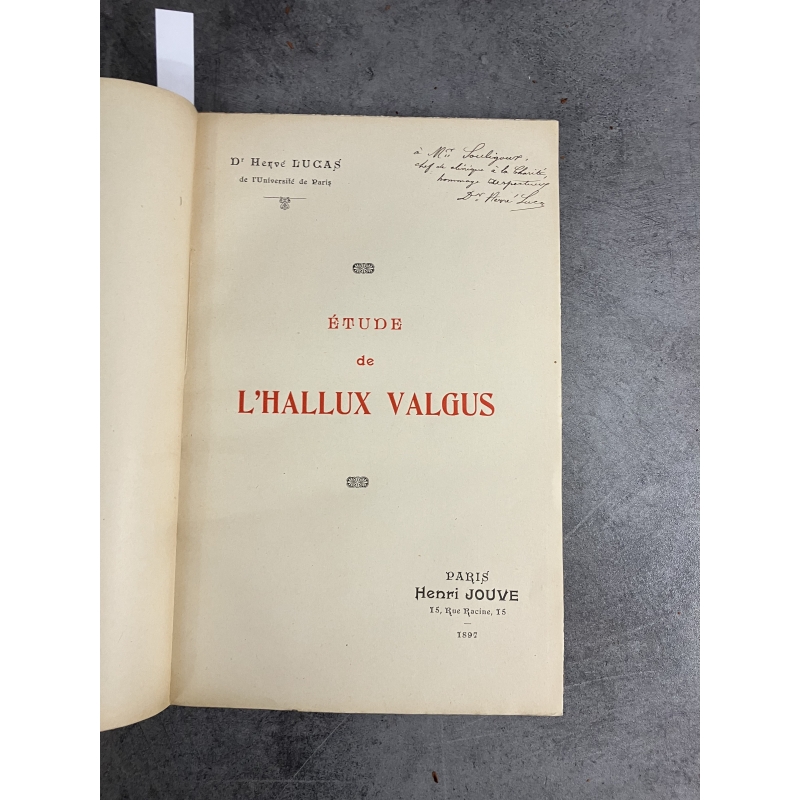 Dr Hervé LUCAS
de l'Université de Paris
à Mr Souligoux,
chef de clinique à la Charité,
hommage respectueux
Dr Hervé Lucas
ÉTUDE
de
L'HALLUX VALGUS
PARIS
Henri JOUVE
15, Rue Racine, 15
1897